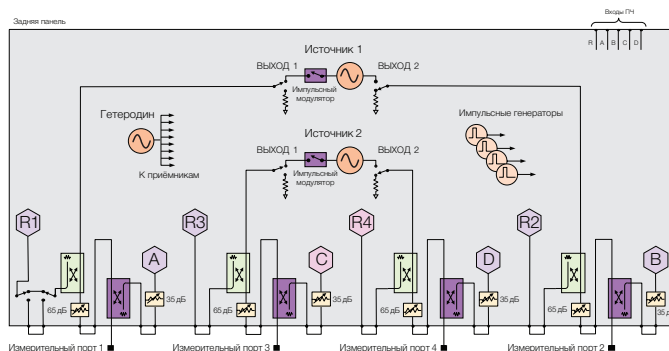 Задняя панель
Входы ПЧ
R A B C D
Источник 1
ВЫХОД 1
ВЫХОД 2
Импульсный
модулятор
Гетеродин
К приёмникам
Источник 2
ВЫХОД 1
ВЫХОД 2
Импульсный
модулятор
Импульсные генераторы
R1
A
R3
C
R4
D
R2
B
65 дБ
35 дБ
65 дБ
35 дБ
65 дБ
35 дБ
65 дБ
35 дБ
Измерительный порт 1
Измерительный порт 3
Измерительный порт 4
Измерительный порт 2